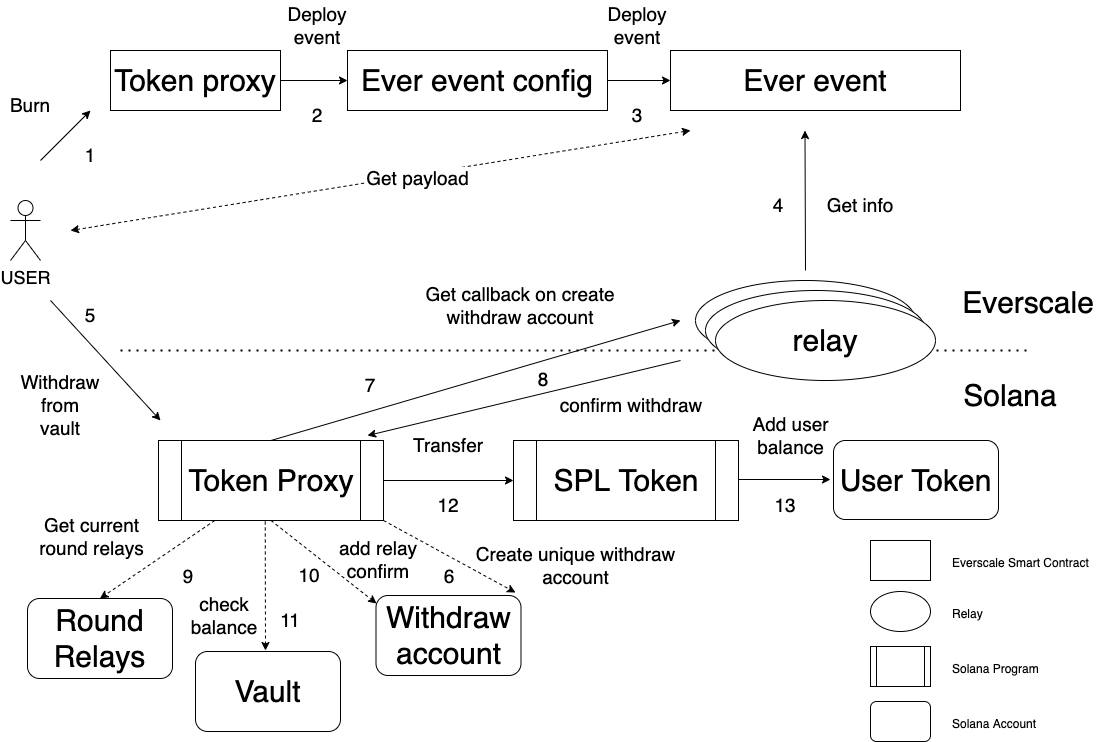 Deploy
event
Deploy
event
Token proxy
Ever event config
Ever event
Burn
2
3
1
Get payload
4
Get info
USER
5
Get callback on create
withdraw account
Everscale
relay
7
8
Withdraw
from
vault
confirm withdraw
Solana
Transfer
Add user
balance
Token Proxy
SPL Token
User Token
12
13
Get current
round relays
9
add relay
confirm
10
6
Create unique withdraw
account
check
balance
11
Round
Relays
Vault
Withdraw
account
Everscale Smart Contract
Relay
Solana Program
Solana Account